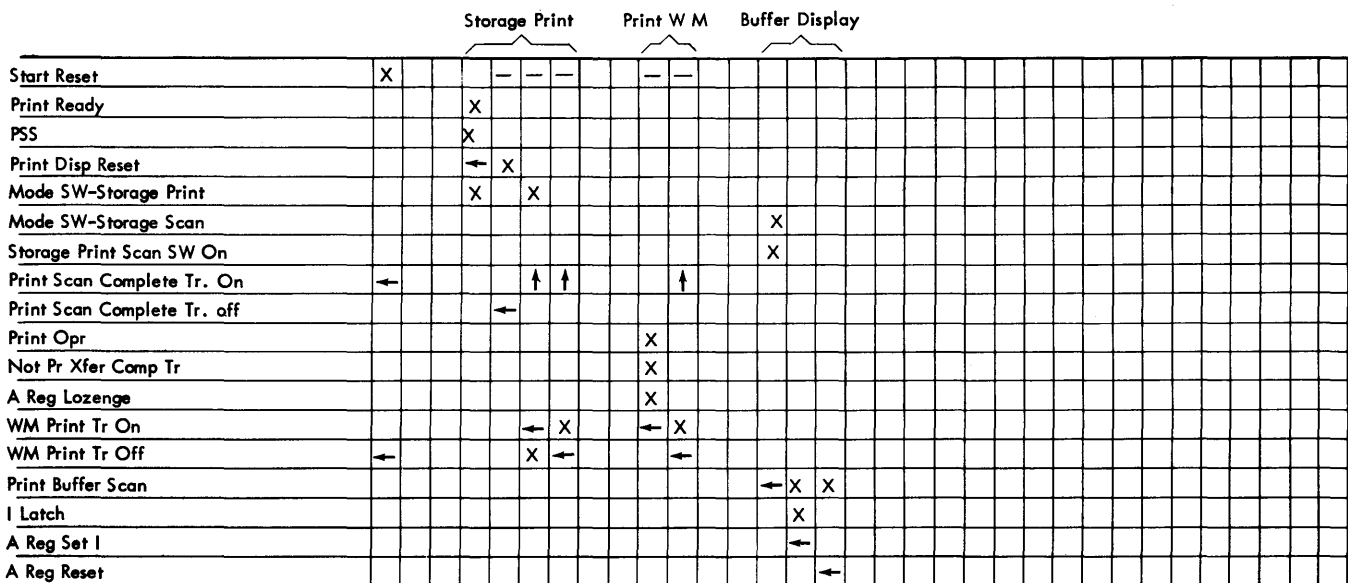 Storage Print Print W M Buffer Display
Start Reset X — — — — —
Print Ready X
PSS X
Print Disp Reset ← X
Mode SW-Storage Print X X
Mode SW-Storage Scan X
Storage Print Scan SW On X
Print Scan Complete Tr. On ← ↑ ↑ ↑
Print Scan Complete Tr. off ←
Print Opr X
Not Pr Xfer Comp Tr X
A Reg Lozenge X
WM Print Tr On ← X ← X
WM Print Tr Off ← X ← ←
Print Buffer Scan ← X X
I Latch X
A Reg Set I ←
A Reg Reset ←